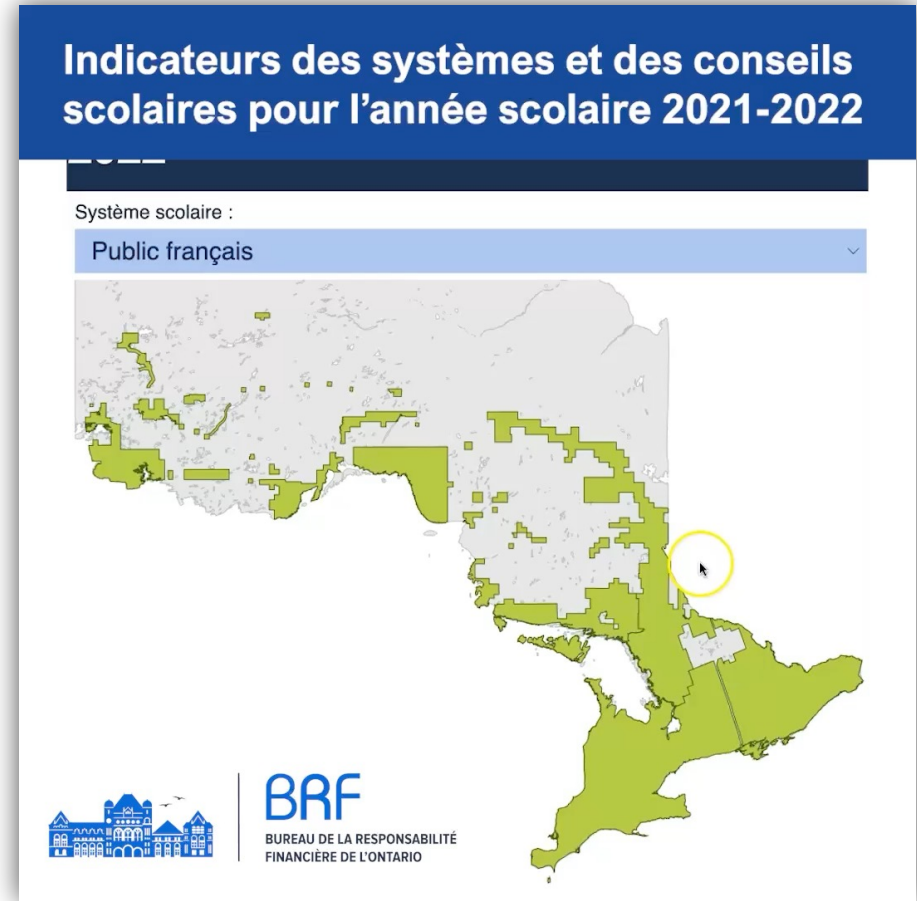 Indicateurs des systèmes et des conseils
scolaires pour l’année scolaire 2021-2022
Système scolaire :
Public français
BRF
BUREAU DE LA RESPONSABILITÉ
FINANCIÈRE DE L'ONTARIO